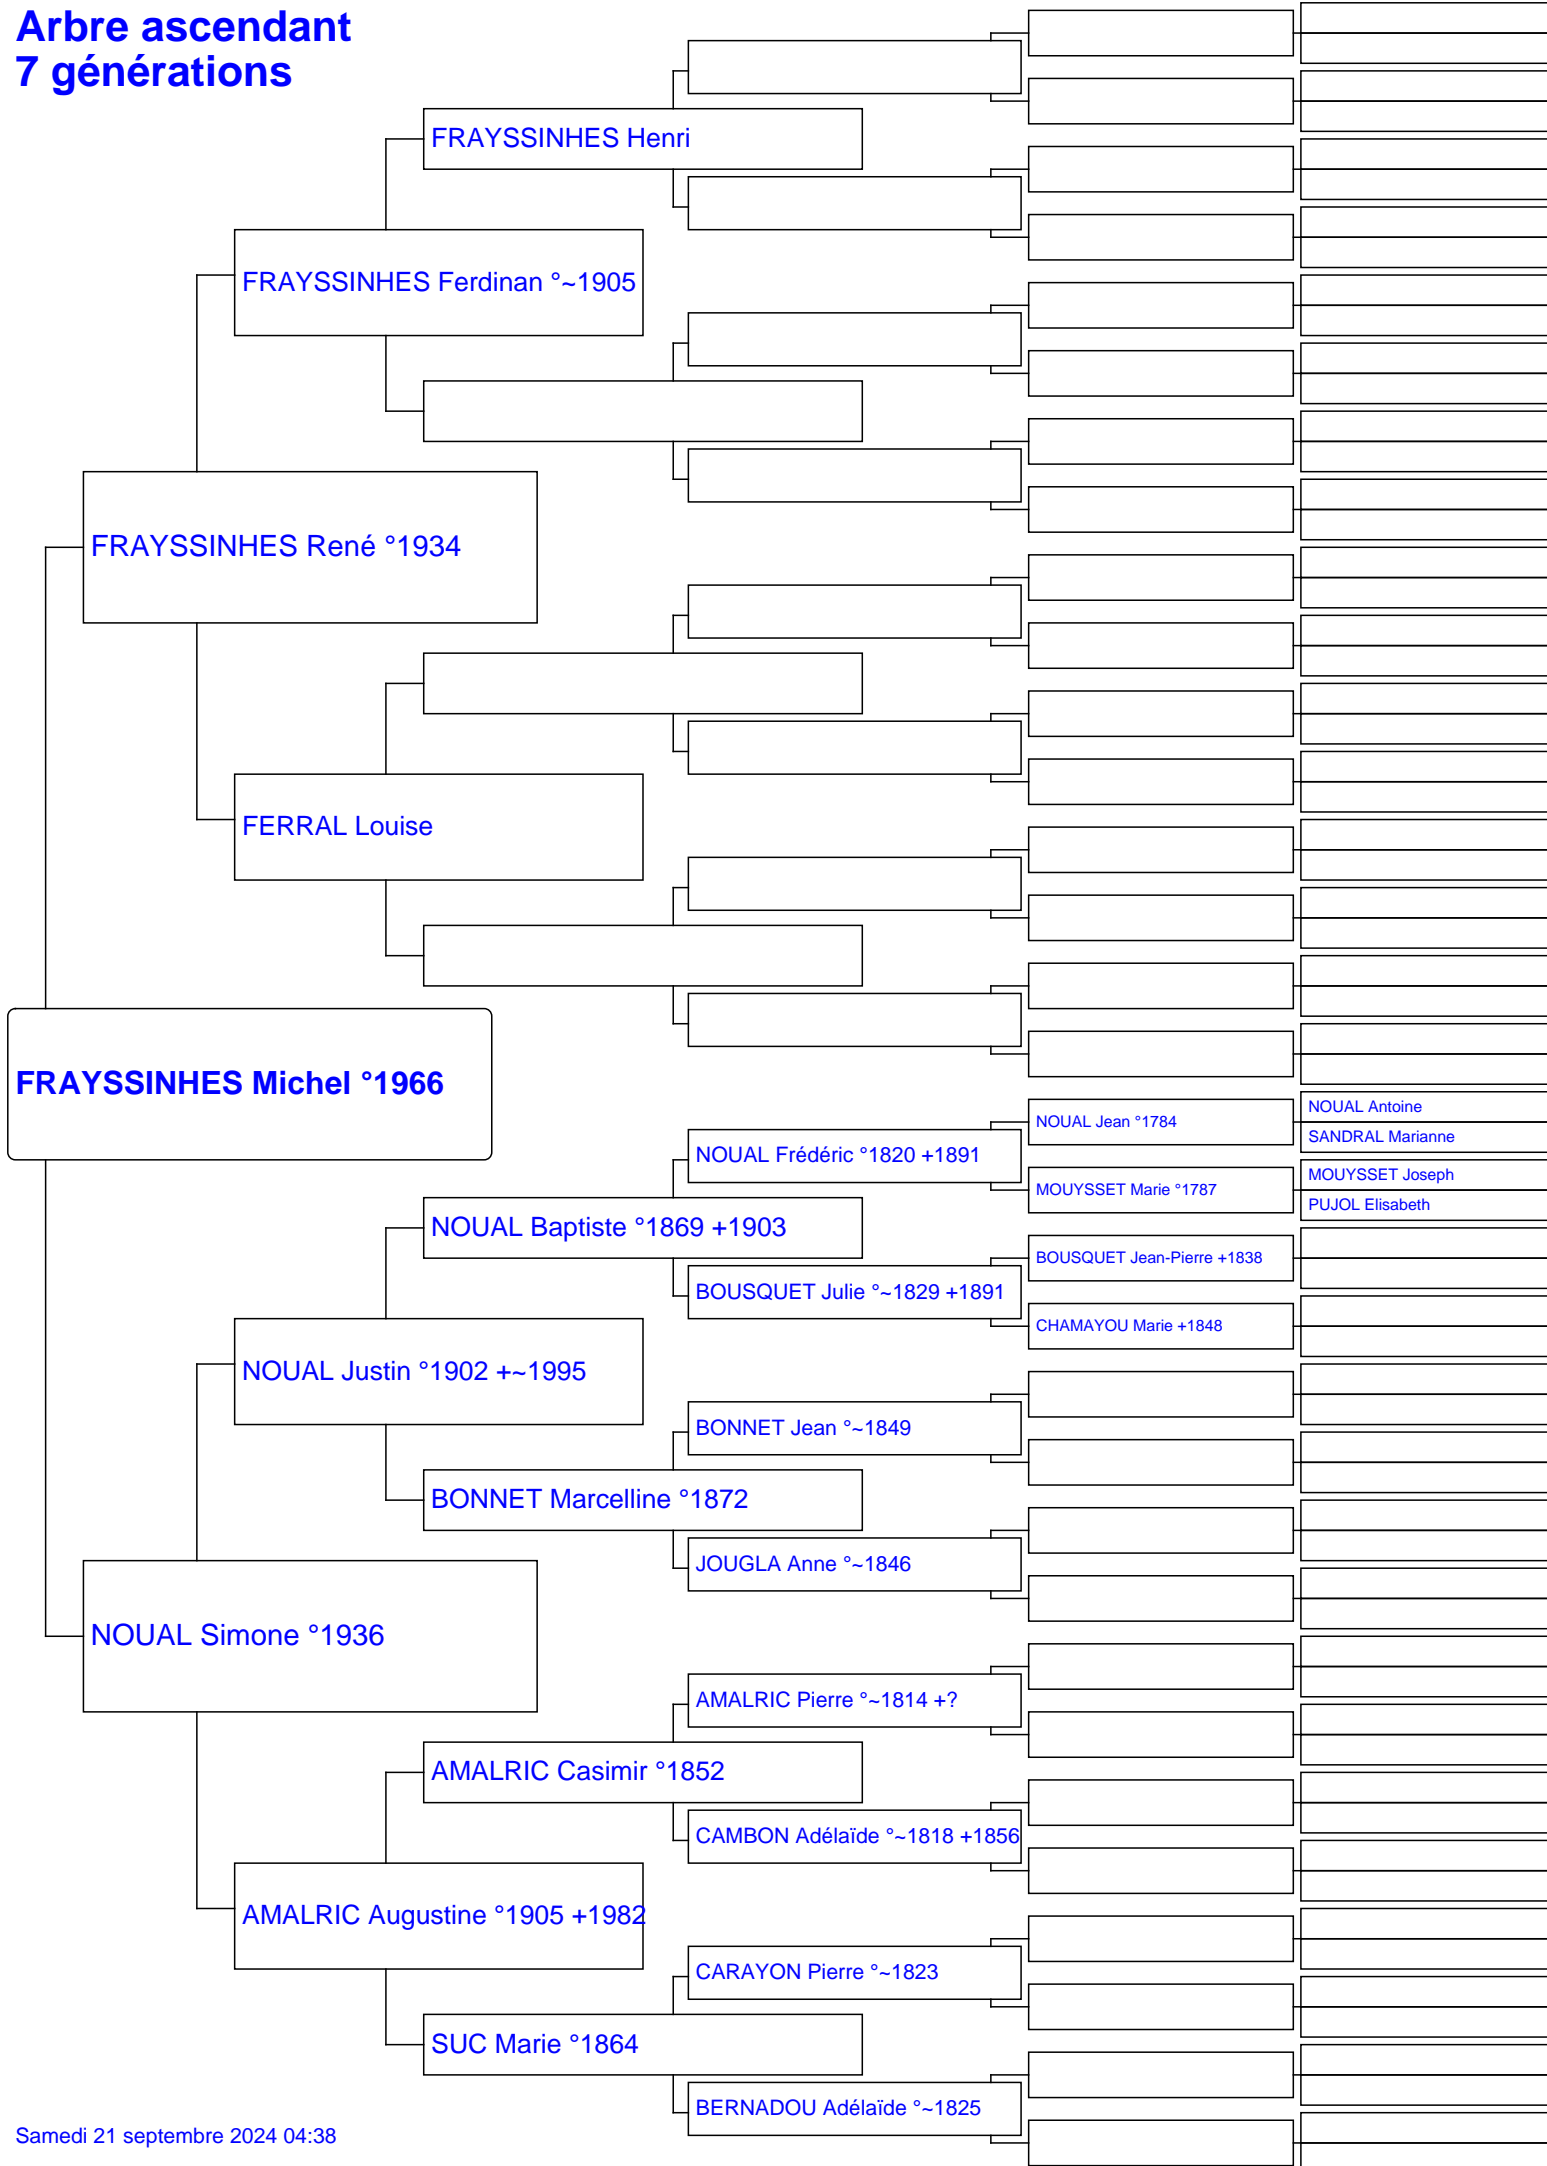 Arbre ascendant
7 générations
FRAYSSINHES Henri
FRAYSSINHES Ferdinan °~1905
FRAYSSINHES René °1934
FERRAL Louise
FRAYSSINHES Michel °1966
NOUAL Antoine
NOUAL Jean °1784
SANDRAL Marianne
NOUAL Frédéric °1820 +1891
MOUYSSET Joseph
MOUYSSET Marie °1787
PUJOL Elisabeth
NOUAL Baptiste °1869 +1903
BOUSQUET Jean-Pierre +1838
BOUSQUET Julie °~1829 +1891
CHAMAYOU Marie +1848
NOUAL Justin °1902 +~1995
BONNET Jean °~1849
BONNET Marcelline °1872
JOUGLA Anne °~1846
NOUAL Simone °1936
AMALRIC Pierre °~1814 +?
AMALRIC Casimir °1852
CAMBON Adélaïde °~1818 +1856
AMALRIC Augustine °1905 +1982
CARAYON Pierre °~1823
SUC Marie °1864
BERNADOU Adélaïde °~1825
Samedi 21 septembre 2024 04:38